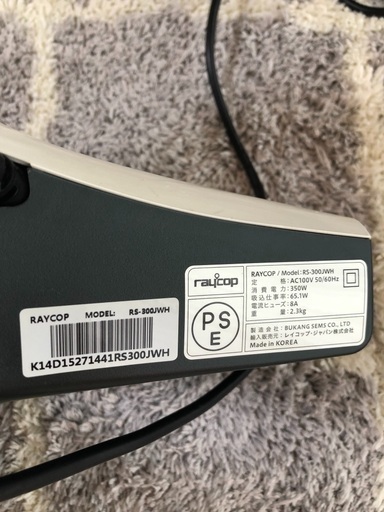 RAYCOP MODEL: RS-300JWH
K14D15271441RS300JWH
raycop
PS
E
RAYCOP / Model: RS-300JWH
定 格 : AC100V 50/60Hz
消 費 電 力 : 350W
吸込仕事率 : 65.1W
電流ヒューズ : 8A
重 量 : 2.3kg
製 造 会 社 : BUKANG SEMS CO., LTD
輸入販売元 : レイコップ・ジャパン株式会社
Made in KOREA